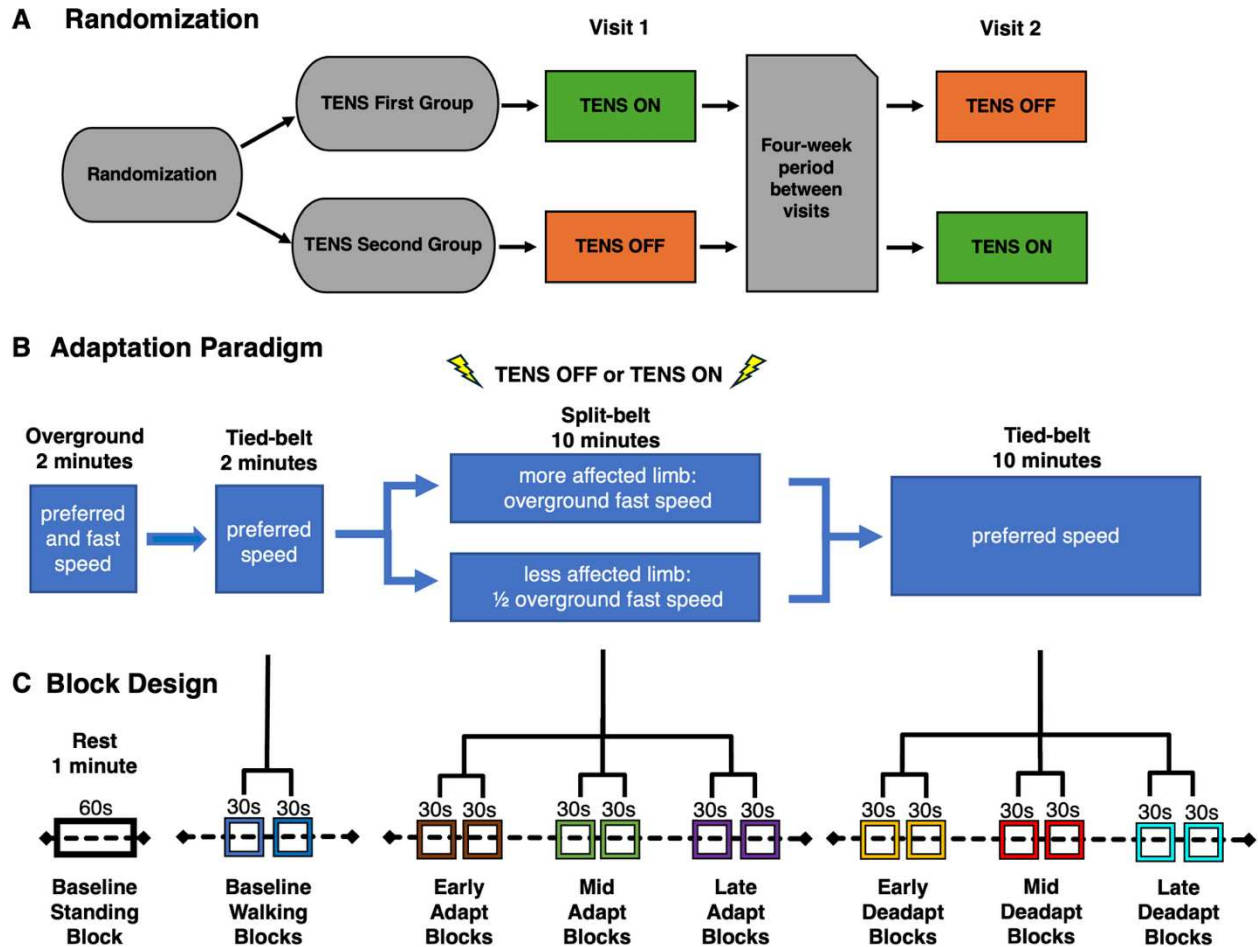 A Randomization
Visit 1
Visit 2
Randomization
TENS First Group
TENS ON
Four-week
period
between
visits
TENS OFF
TENS Second Group
TENS OFF
TENS ON
B Adaptation Paradigm
TENS OFF or TENS ON
Overground
2 minutes
preferred
and fast
speed
Tied-belt
2 minutes
preferred
speed
Split-belt
10 minutes
more affected limb:
overground fast speed
less affected limb:
½ overground fast speed
Tied-belt
10 minutes
preferred speed
C Block Design
Rest
1 minute
60s
30s 30s
30s 30s
30s 30s
30s 30s
30s 30s
30s 30s
30s 30s
Baseline
Standing
Block
Baseline
Walking
Blocks
Early
Adapt
Blocks
Mid
Adapt
Blocks
Late
Adapt
Blocks
Early
Deadapt
Blocks
Mid
Deadapt
Blocks
Late
Deadapt
Blocks